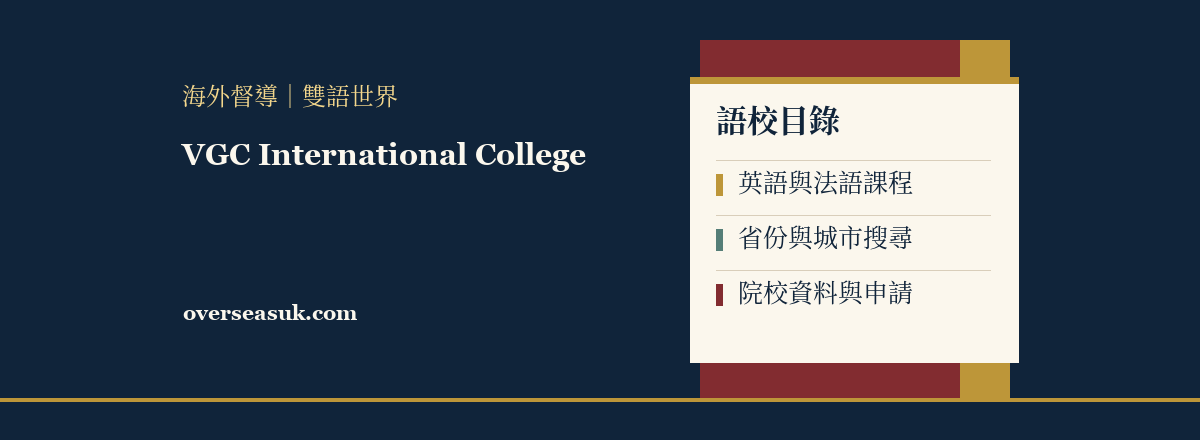 海外督導｜雙語世界
VGC International College
overseasuk.com
語校目錄
英語與法語課程
省份與城市搜尋
院校資料與申請